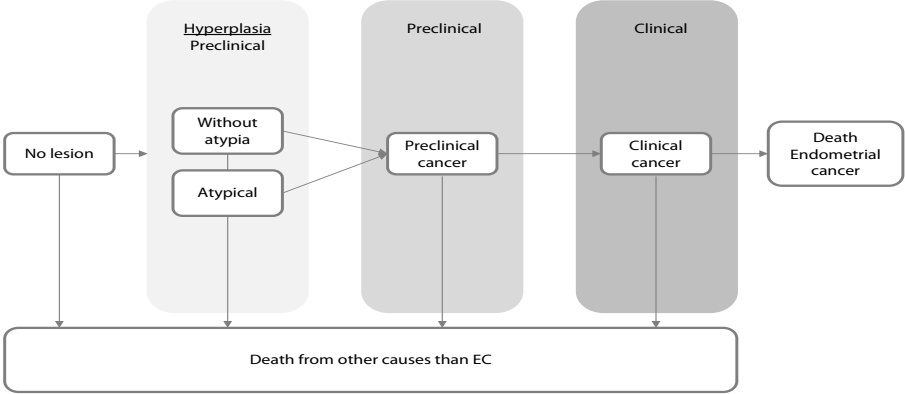 Hyperplasia
Preclinical
Preclinical
Clinical
No lesion
Without
atypia
Atypical
Preclinical
cancer
Clinical
cancer
Death
Endometrial
cancer
Death from other causes than EC